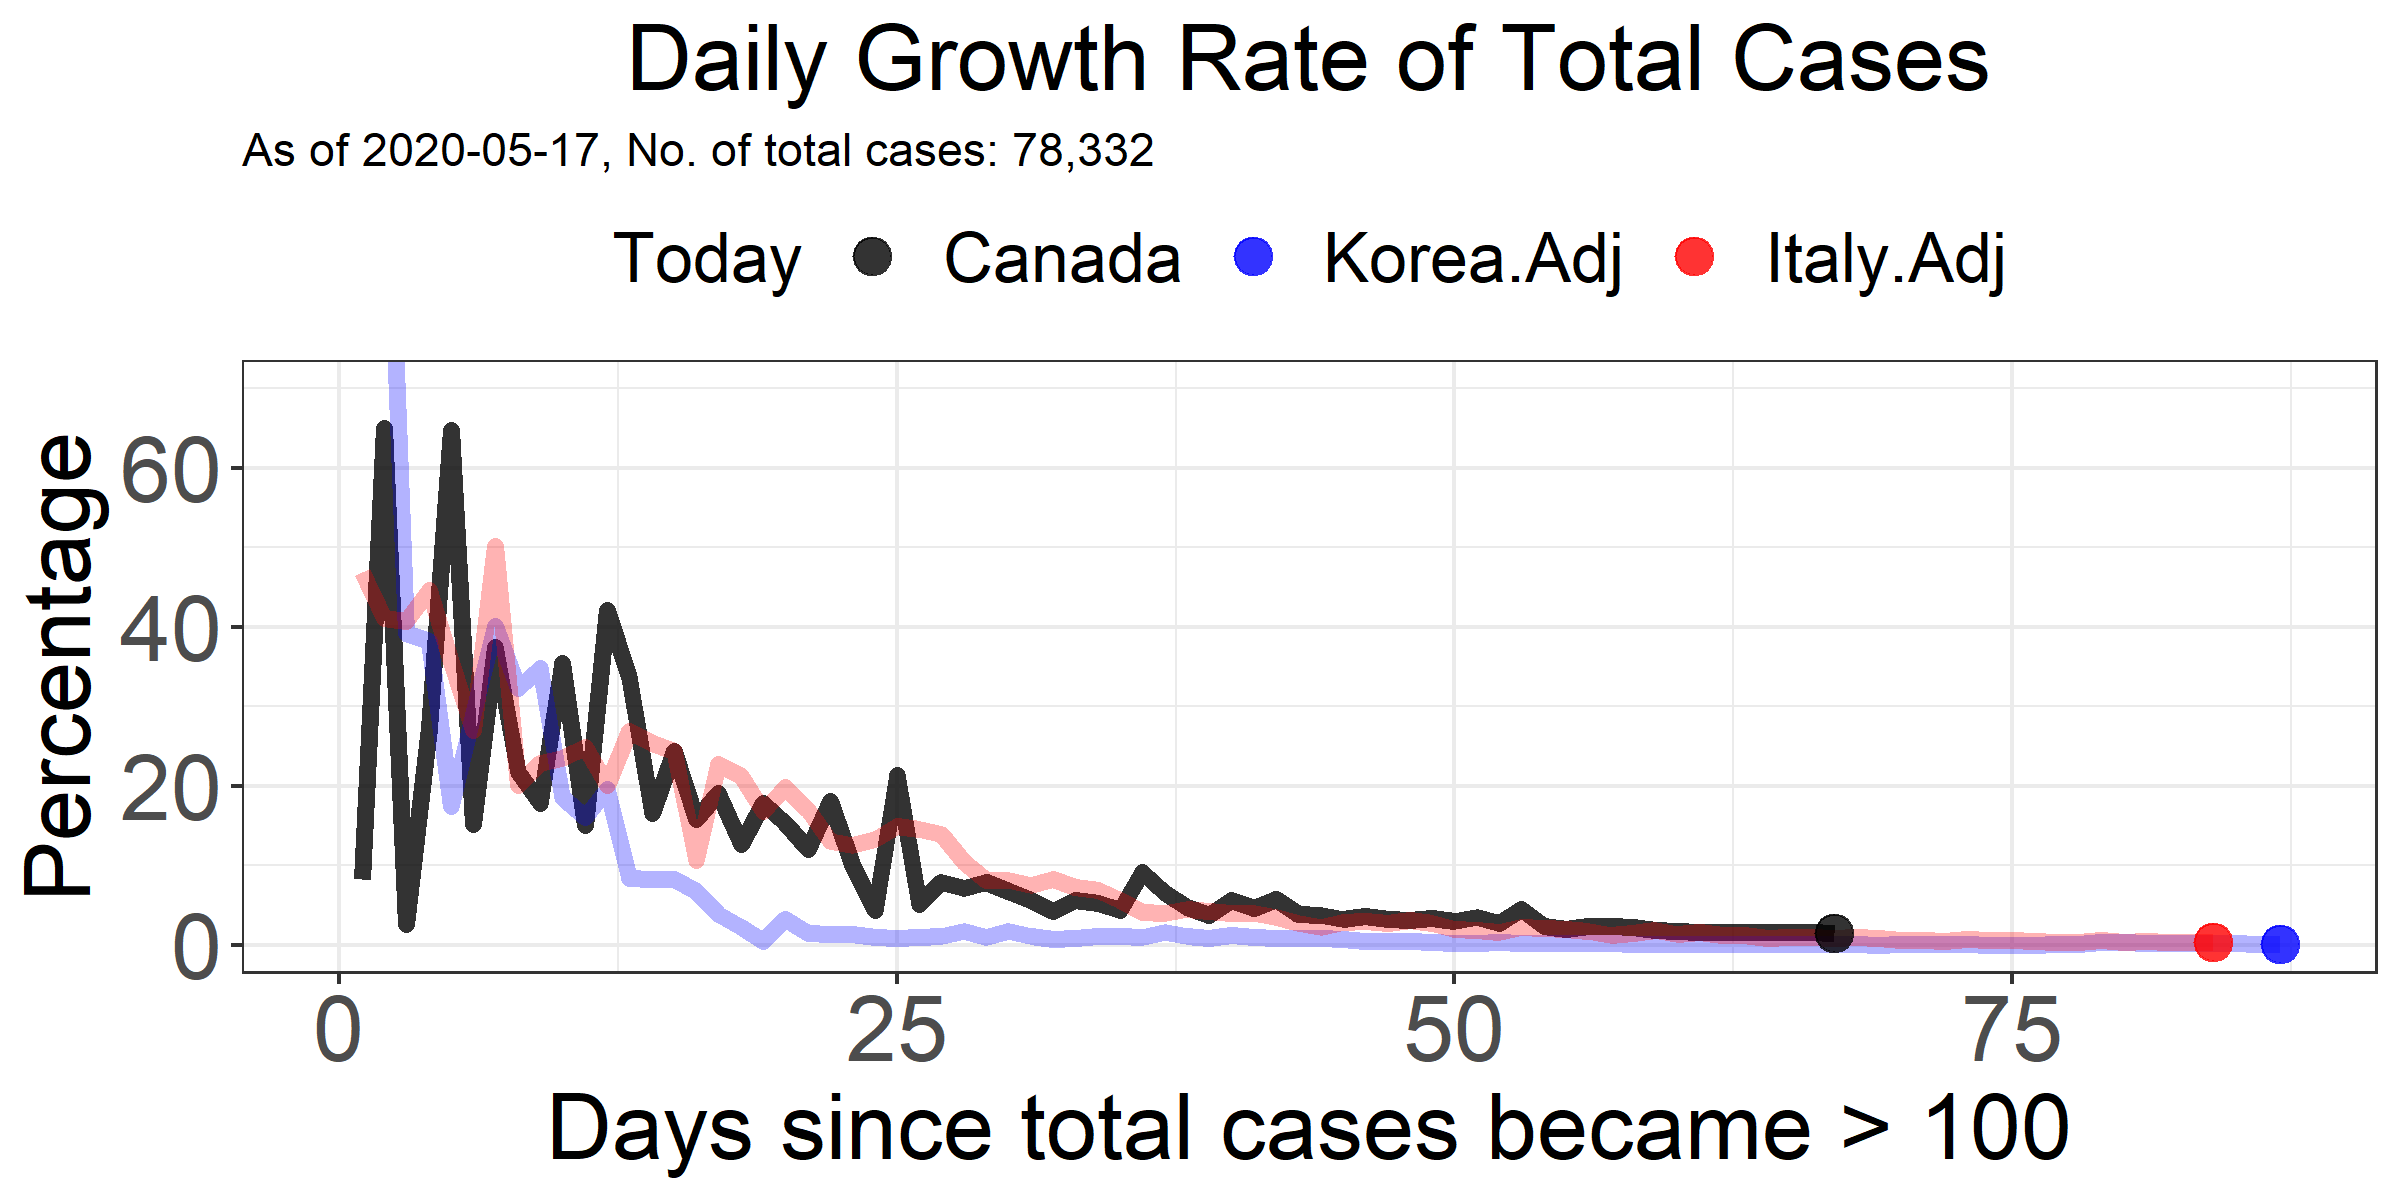 Daily Growth Rate of Total Cases
As of 2020-05-17, No. of total cases: 78,332
Today Canada Korea.Adj Italy.Adj
Percentage
60
40
20
0
0 25 50 75
Days since total cases became > 100